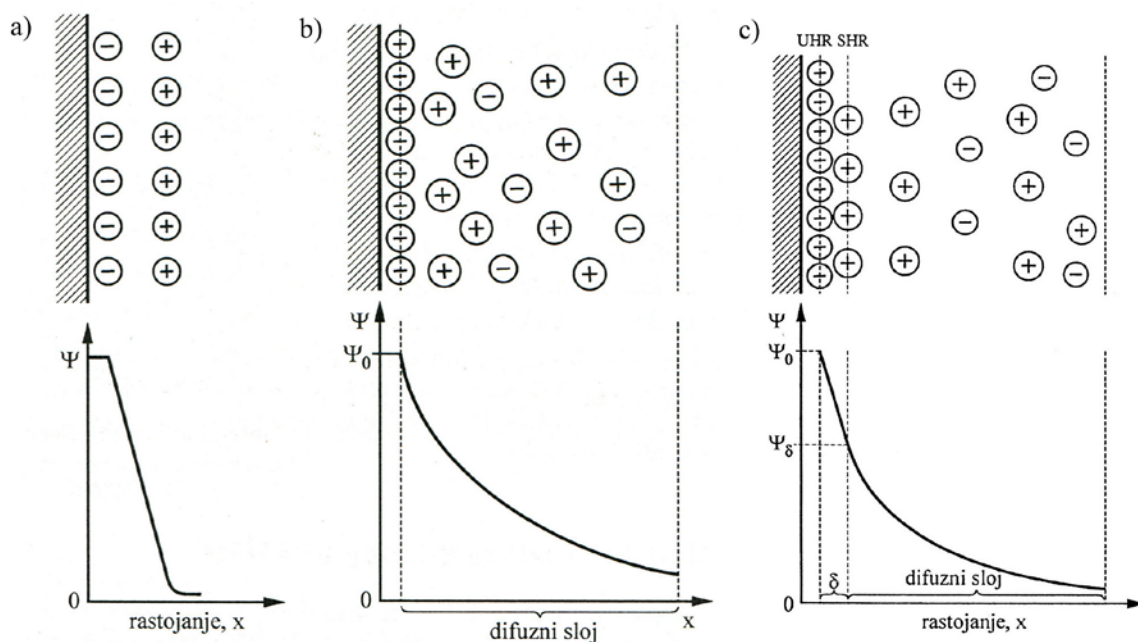 a)
Ψ
0
rastojanje, x
b)
Ψ
Ψ₀
0
difuzni sloj
x
c)
UHR SHR
Ψ
Ψ₀
Ψδ
δ
difuzni sloj
0
rastojanje, x